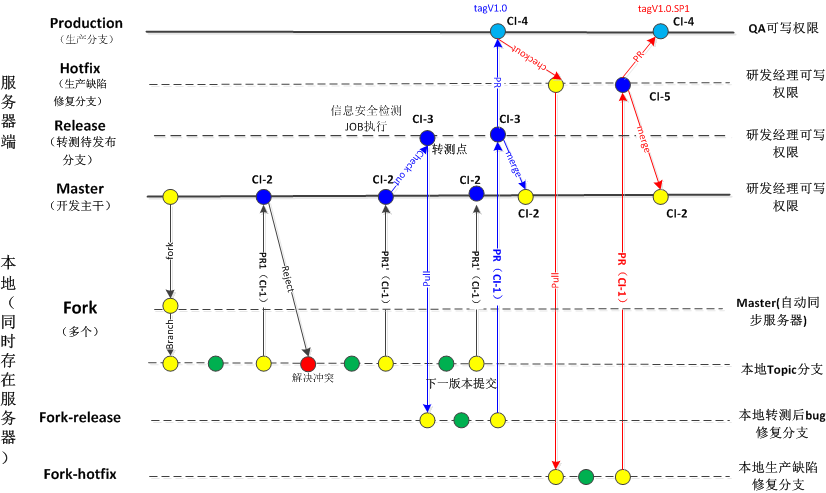 tagV1.0
tagV1.0.SP1
Production
(生产分支)
CI-4
CI-4
QA可写权限
checkout
PR
PR
Hotfix
(生产缺陷
修复分支)
CI-5
研发经理可写
权限
服务器端
信息安全检测
JOB执行
Release
(转测待发布
分支)
CI-3
CI-3
转测点
研发经理可写
权限
Check out
merge
merge
Master
(开发主干)
CI-2
CI-2
CI-2
CI-2
CI-2
研发经理可写
权限
fork
PR1（CI-1）
Reject
PR1'（CI-1）
Pull
PR1'（CI-1）
PR（CI-1）
Pull
PR（CI-1）
本地（同时存在服务器）
Fork
(多个)
Master(自动同
步服务器)
Branch
解决冲突
下一版本提交
本地Topic分支
Fork-release
本地转测后bug
修复分支
Fork-hotfix
本地生产缺陷
修复分支